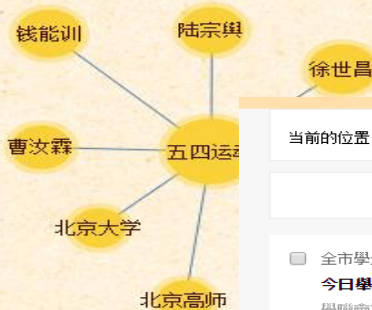 钱能训
陆宗舆
徐世昌
曹汝霖
五四运
北京大学
北京高师
当前的位置
全市學
今日舉